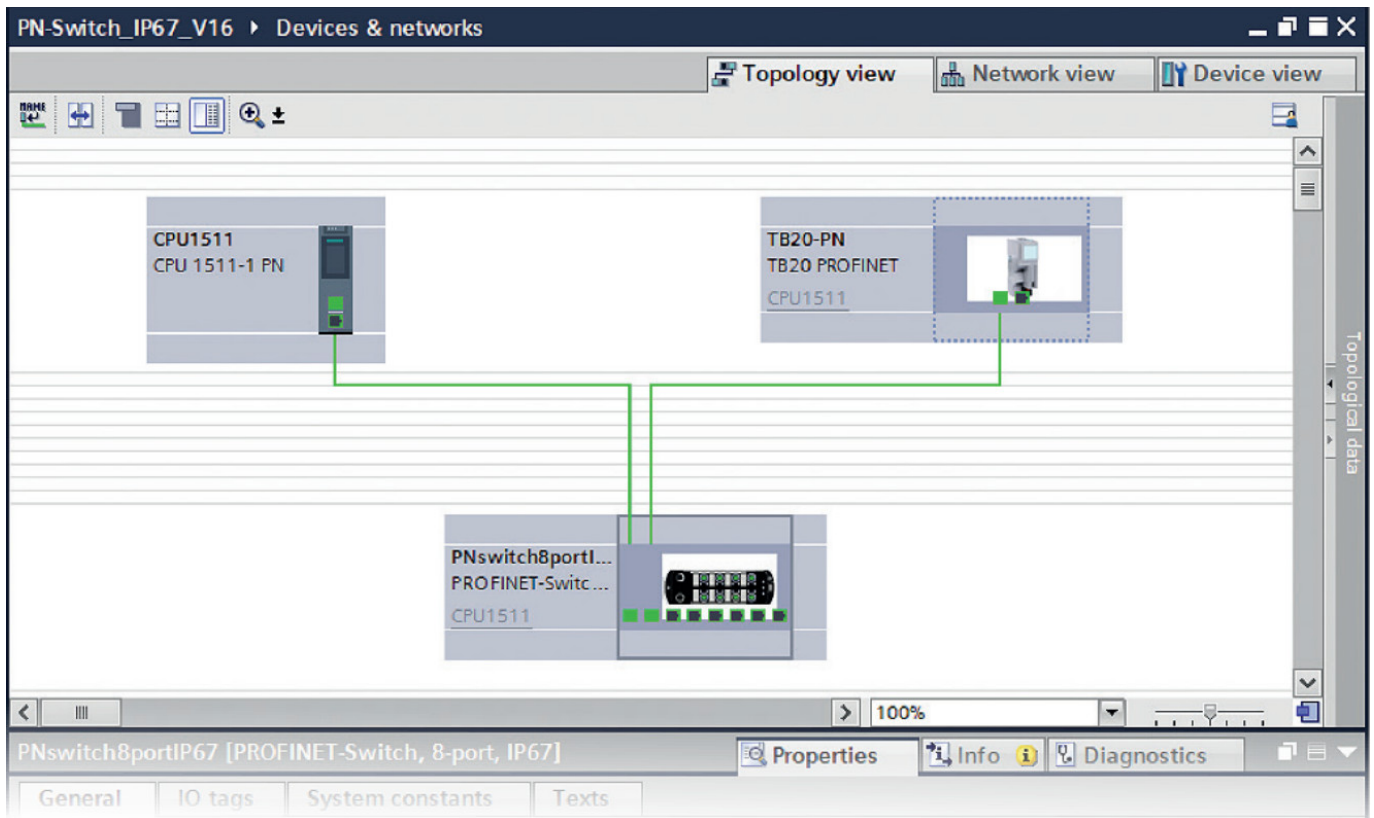 PN-Switch_IP67_V16 ▸ Devices & networks
Topology view
Network view
Device view
NAME
CPU1511
CPU 1511-1 PN
TB20-PN
TB20 PROFINET
CPU1511
Topological data
PNswitch8portI...
PROFINET-Switc...
CPU1511
100%
PNswitch8portIP67 [PROFINET-Switch, 8-port, IP67]
Properties
Info
Diagnostics
General
IO tags
System constants
Texts